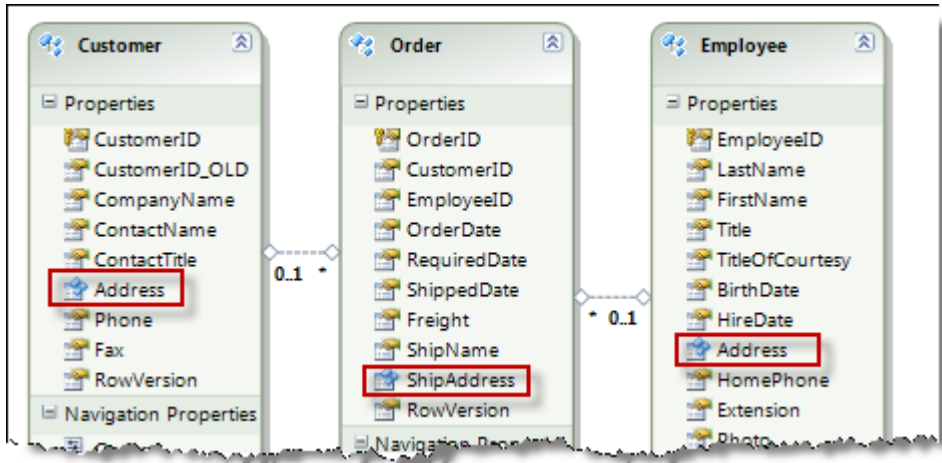 Customer
Properties
CustomerID
CustomerID_OLD
CompanyName
ContactName
ContactTitle
Address
Phone
Fax
RowVersion
Navigation Properties
0..1 *
Order
Properties
OrderID
CustomerID
EmployeeID
OrderDate
RequiredDate
ShippedDate
Freight
ShipName
ShipAddress
RowVersion
Navigation
* 0..1
Employee
Properties
EmployeeID
LastName
FirstName
Title
TitleOfCourtesy
BirthDate
HireDate
Address
HomePhone
Extension
Photo